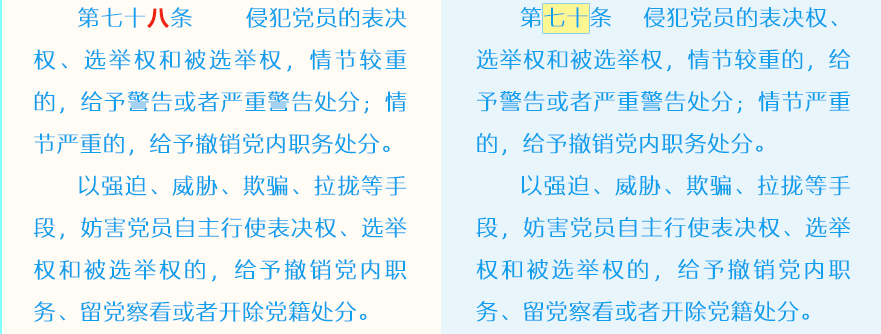 第七十八条 侵犯党员的表决
权、选举权和被选举权，情节较重
的，给予警告或者严重警告处分；情
节严重的，给予撤销党内职务处分。
以强迫、威胁、欺骗、拉拢等手
段，妨害党员自主行使表决权、选举
权和被选举权的，给予撤销党内职
务、留党察看或者开除党籍处分。
第七十条 侵犯党员的表决权、
选举权和被选举权，情节较重的，给
予警告或者严重警告处分；情节严重
的，给予撤销党内职务处分。
以强迫、威胁、欺骗、拉拢等手
段，妨害党员自主行使表决权、选举
权和被选举权的，给予撤销党内职
务、留党察看或者开除党籍处分。